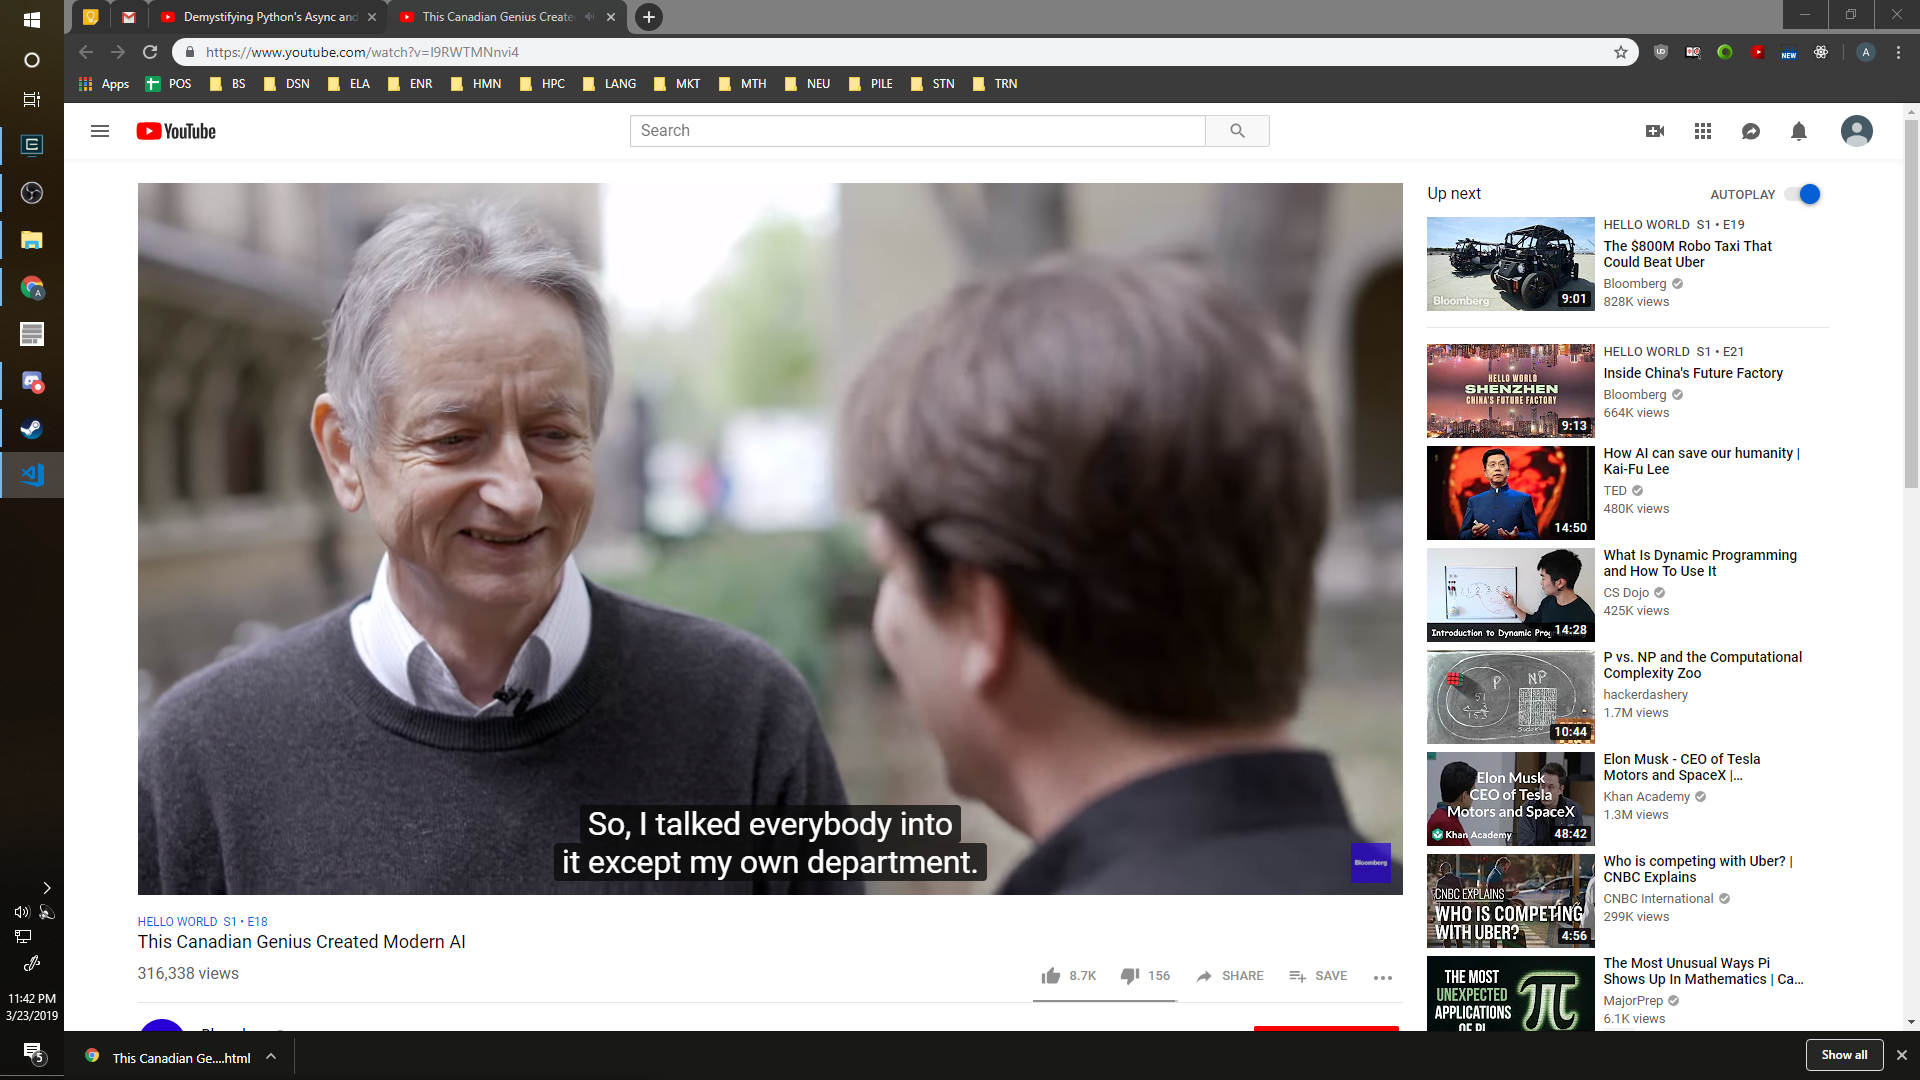 Demystifying Python's Async and
This Canadian Genius Create
https://www.youtube.com/watch?v=I9RWTMNnvi4
A
Apps
POS
BS
DSN
ELA
ENR
HMN
HPC
LANG
MKT
MTH
NEU
PILE
STN
TRN
YouTube
Search
So, I talked everybody into
it except my own department.
Bloomberg
HELLO WORLD S1 • E18
This Canadian Genius Created Modern AI
316,338 views
8.7K
156
SHARE
SAVE
Up next
AUTOPLAY
Bloomberg
9:01
HELLO WORLD S1 • E19
The $800M Robo Taxi That
Could Beat Uber
Bloomberg
828K views
HELLO WORLD
SHENZHEN
CHINA'S FUTURE FACTORY
9:13
HELLO WORLD S1 • E21
Inside China's Future Factory
Bloomberg
664K views
14:50
How AI can save our humanity |
Kai-Fu Lee
TED
480K views
Introduction to Dynamic
14:28
What Is Dynamic Programming
and How To Use It
CS Dojo
425K views
P
NP
10:44
P vs. NP and the Computational
Complexity Zoo
hackerdashery
1.7M views
Elon Musk
CEO of Tesla
Motors and SpaceX
Khan Academy
48:42
Elon Musk - CEO of Tesla
Motors and SpaceX |...
Khan Academy
1.3M views
CNBC EXPLAINS
WHO IS COMPETING
WITH UBER?
4:56
Who is competing with Uber? |
CNBC Explains
CNBC International
299K views
THE MOST
UNEXPECTED
APPLICATIONS
OF PI
π
The Most Unusual Ways Pi
Shows Up In Mathematics | Ca...
MajorPrep
6.1K views
11:42 PM
3/23/2019
5
This Canadian Ge....html
Show all